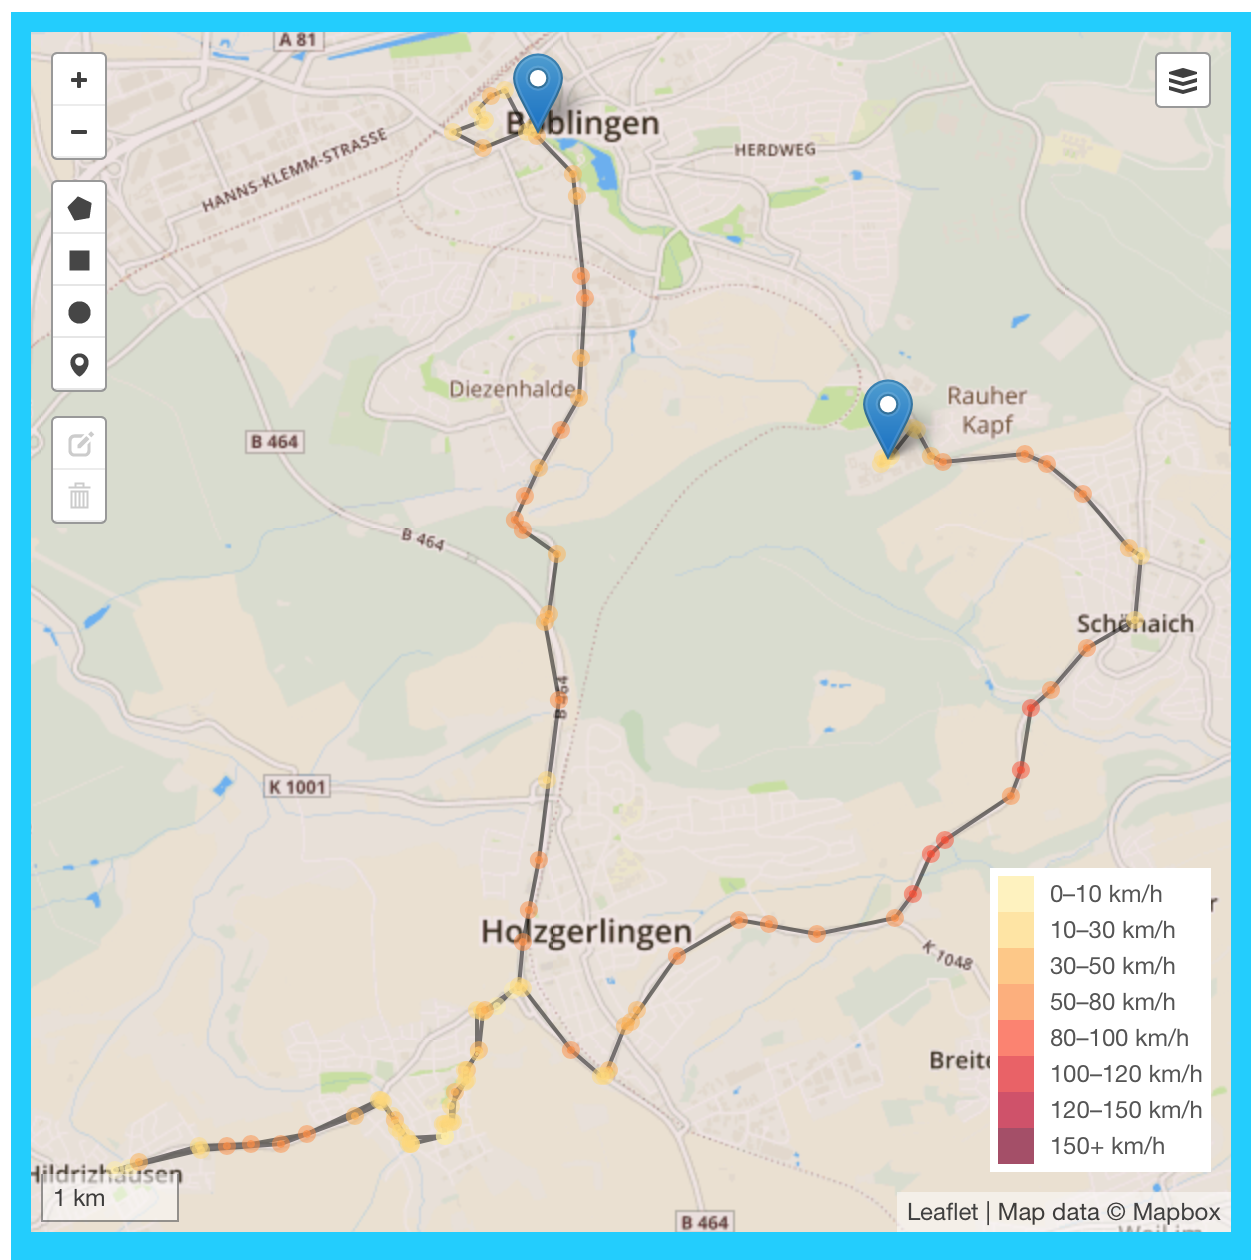 A 81
+
−
Böblingen
HERDWEG
HANNS-KLEMM-STRASSE
Diezenhalde
Rauher
Kapf
B 464
B 464
Schönaich
B 464
K 1001
Holzgerlingen
K 1048
Hildrizhausen
1 km
B 464
0–10 km/h
10–30 km/h
30–50 km/h
50–80 km/h
80–100 km/h
100–120 km/h
120–150 km/h
150+ km/h
Leaflet | Map data © Mapbox